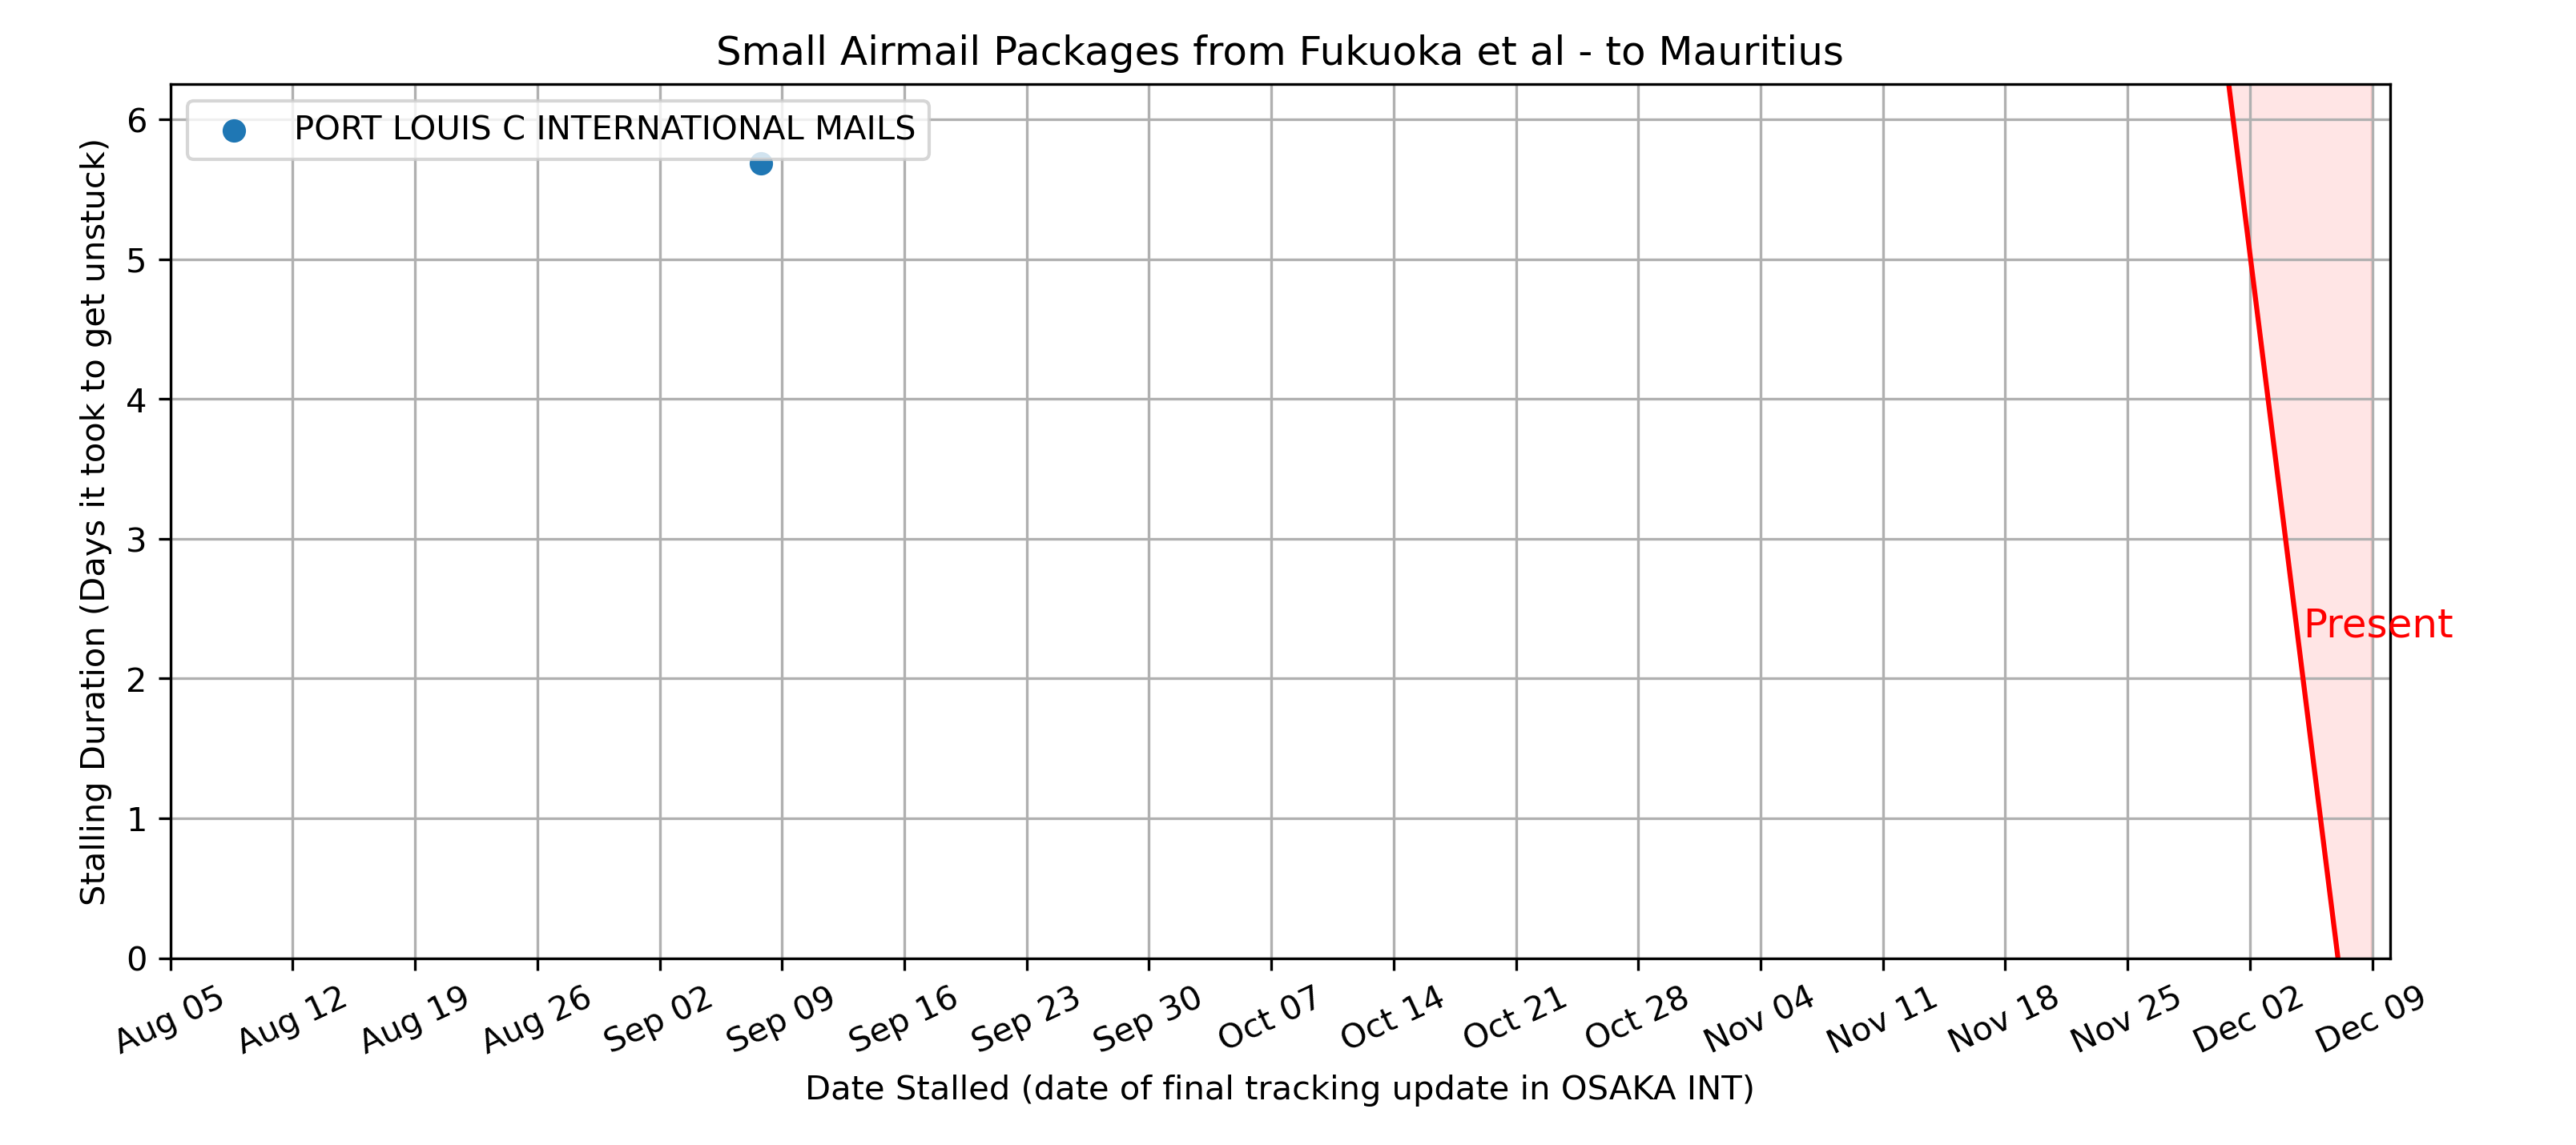 Small Airmail Packages from Fukuoka et al - to Mauritius
PORT LOUIS C INTERNATIONAL MAILS
Stalling Duration (Days it took to get unstuck)
6
5
4
3
2
1
0
Present
Aug 05
Aug 12
Aug 19
Aug 26
Sep 02
Sep 09
Sep 16
Sep 23
Sep 30
Oct 07
Oct 14
Oct 21
Oct 28
Nov 04
Nov 11
Nov 18
Nov 25
Dec 02
Dec 09
Date Stalled (date of final tracking update in OSAKA INT)